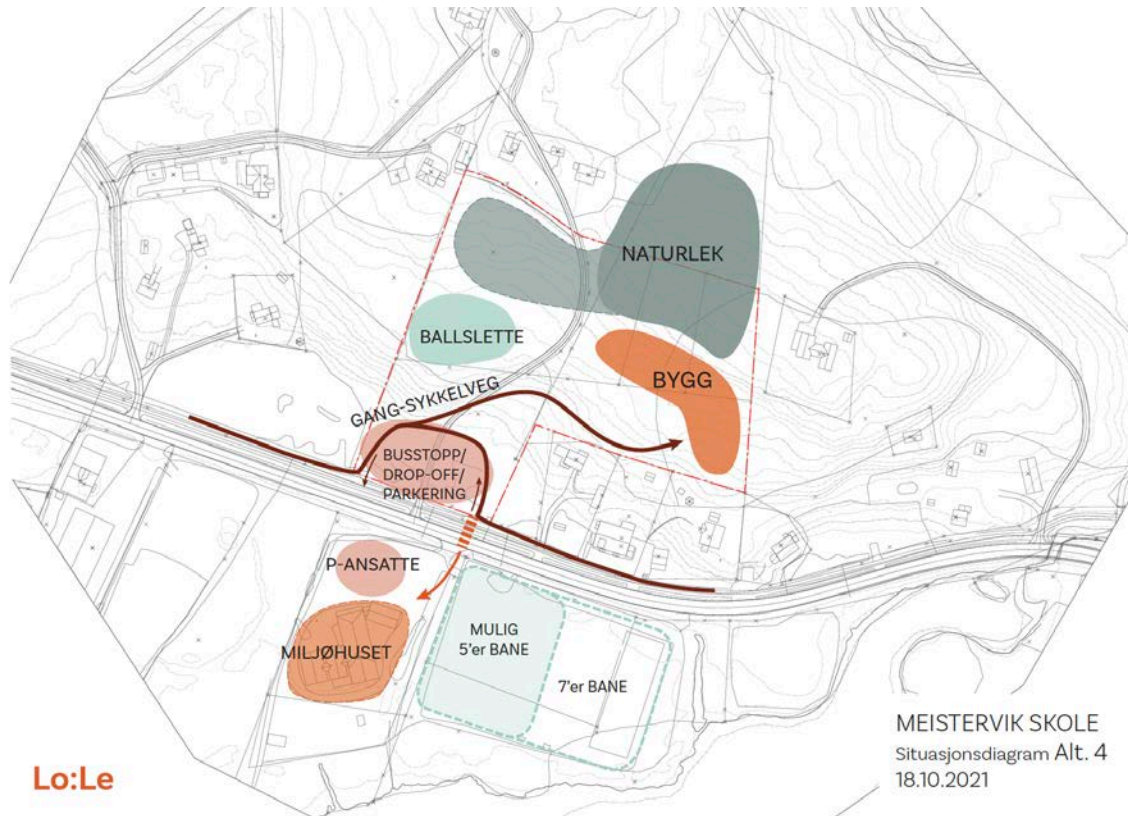 NATURLEK
BALLSLETTE
BYGG
GANG-SYKKELVEG
BUSSTOPP/
DROP-OFF/
PARKERING
P-ANSATTE
MILJØHUSET
MULIG
5'er BANE
7'er BANE
MEISTERVIK SKOLE
Situasjonsdiagram Alt. 4
18.10.2021
Lo:Le